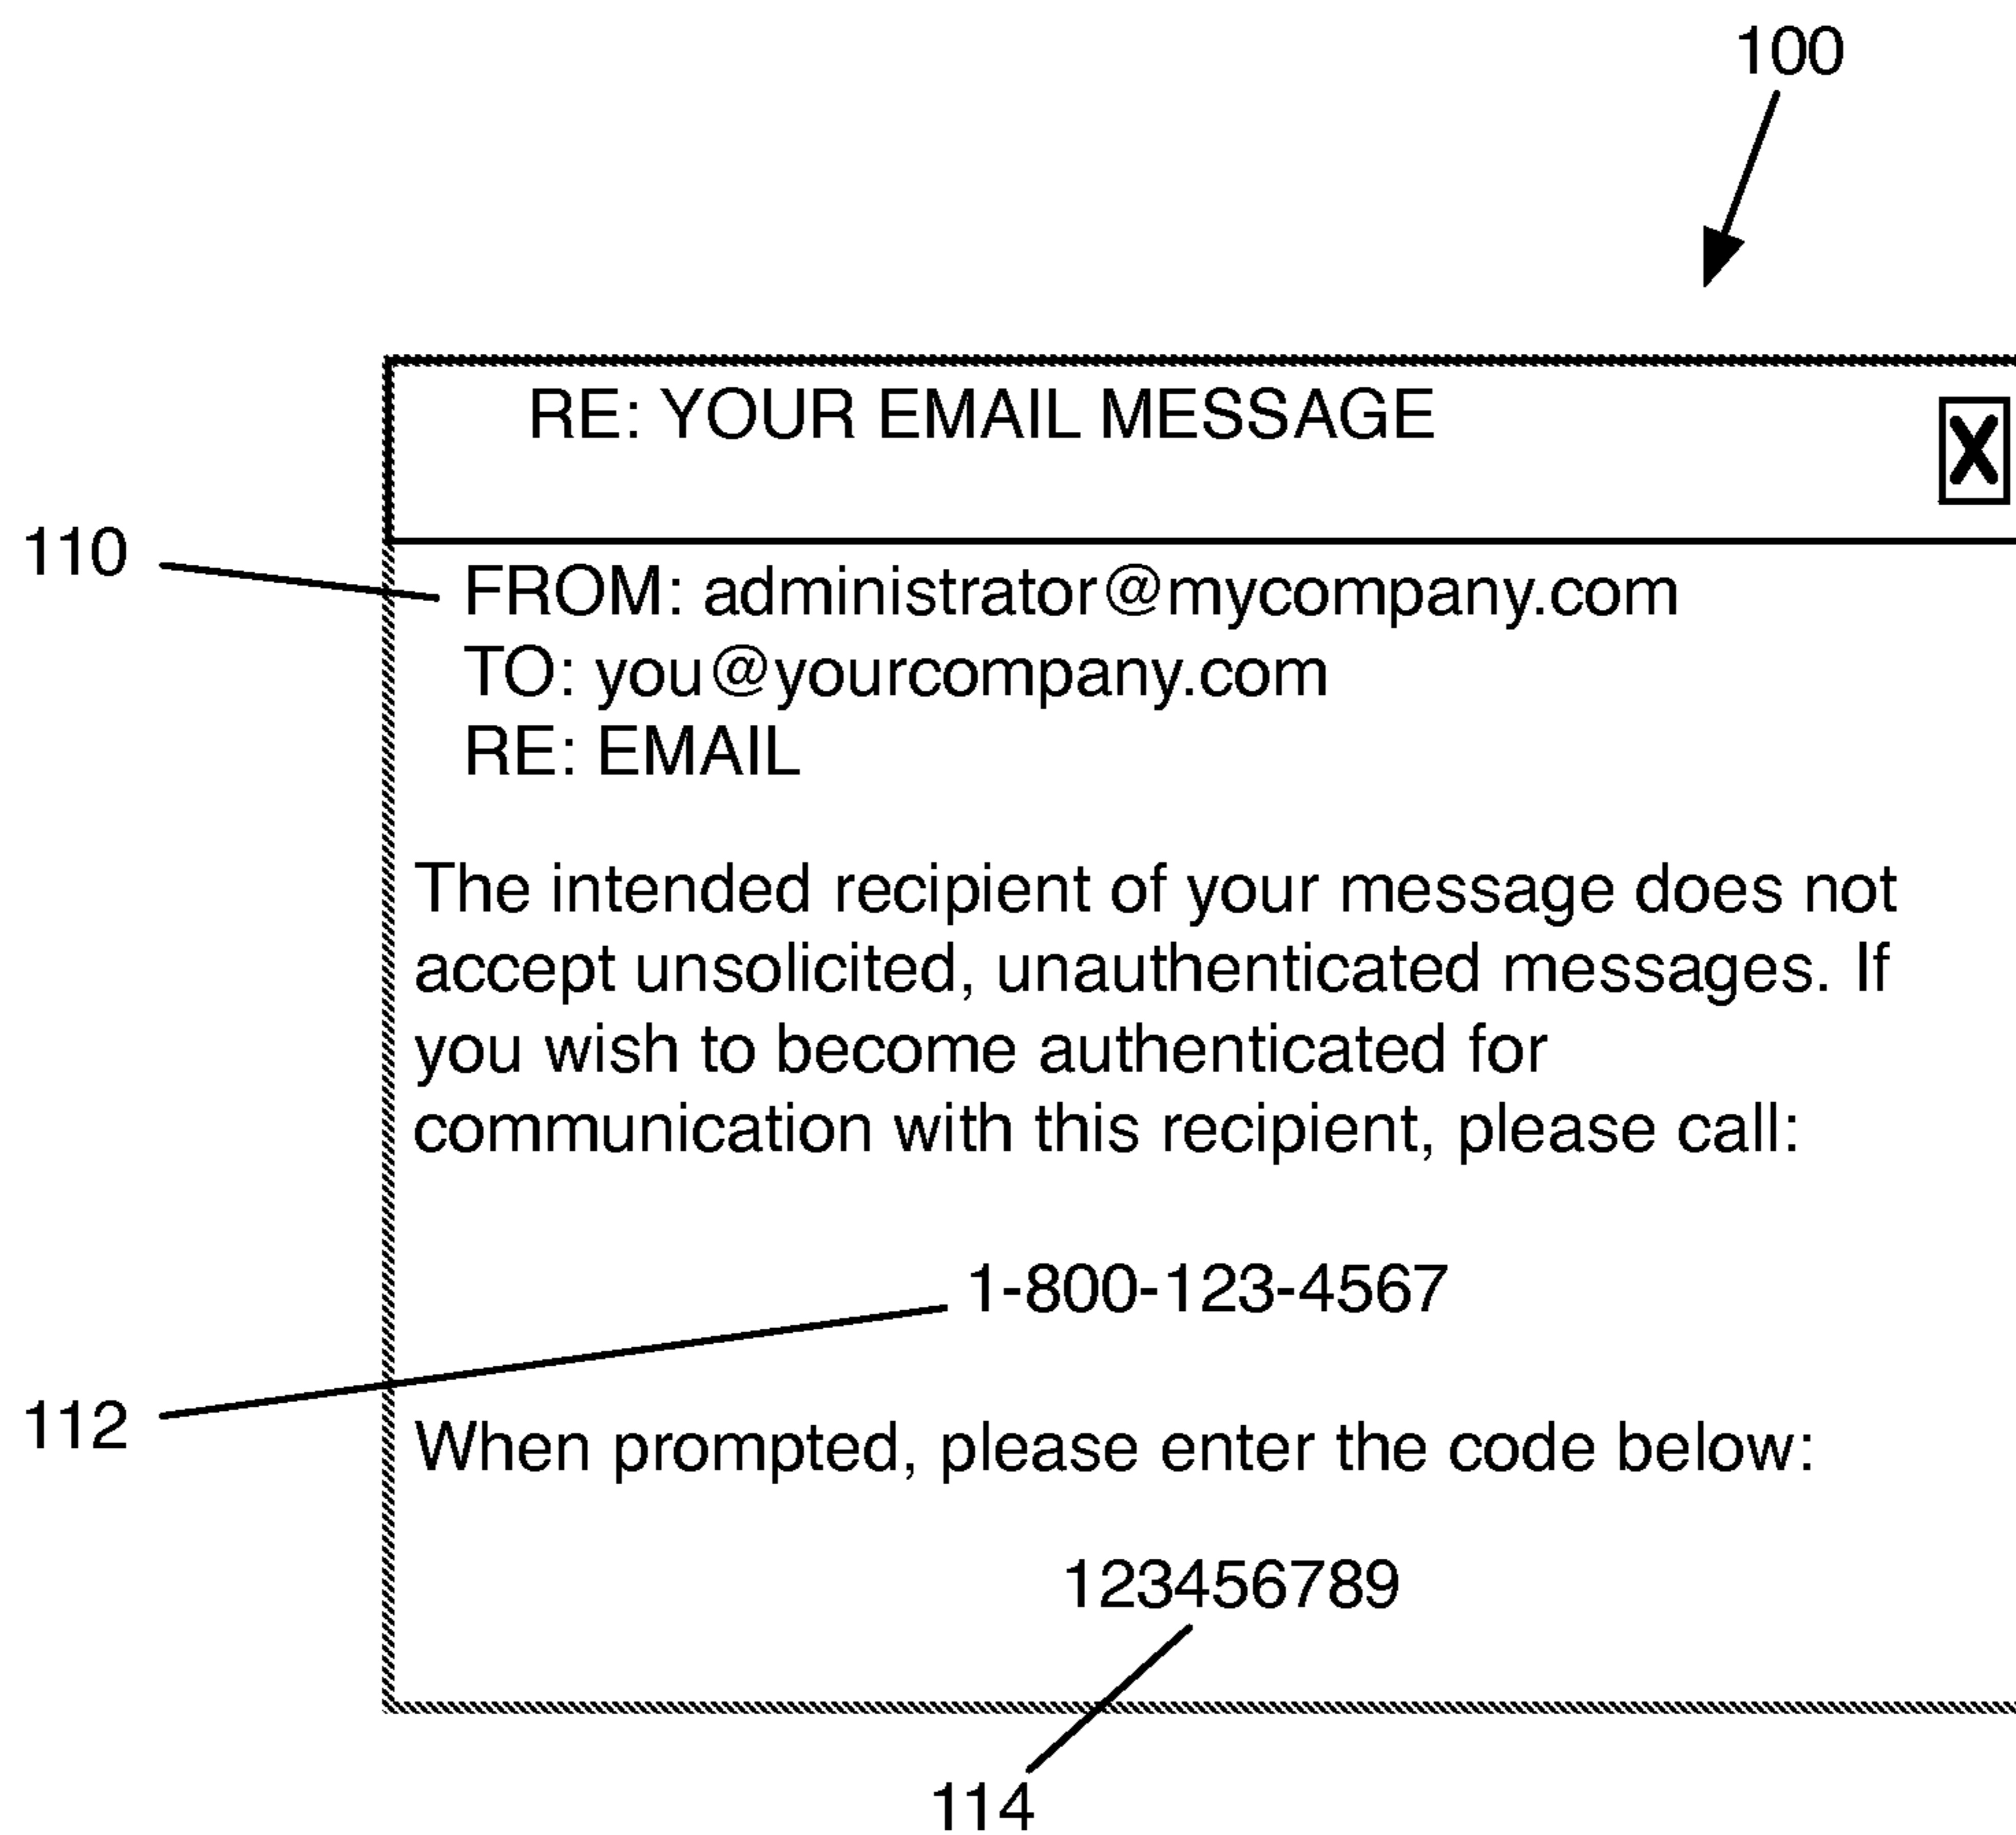 100
RE: YOUR EMAIL MESSAGE
X
110
FROM: administrator@mycompany.com
TO: you@yourcompany.com
RE: EMAIL
The intended recipient of your message does not
accept unsolicited, unauthenticated messages. If
you wish to become authenticated for
communication with this recipient, please call:
1-800-123-4567
112
When prompted, please enter the code below:
123456789
114